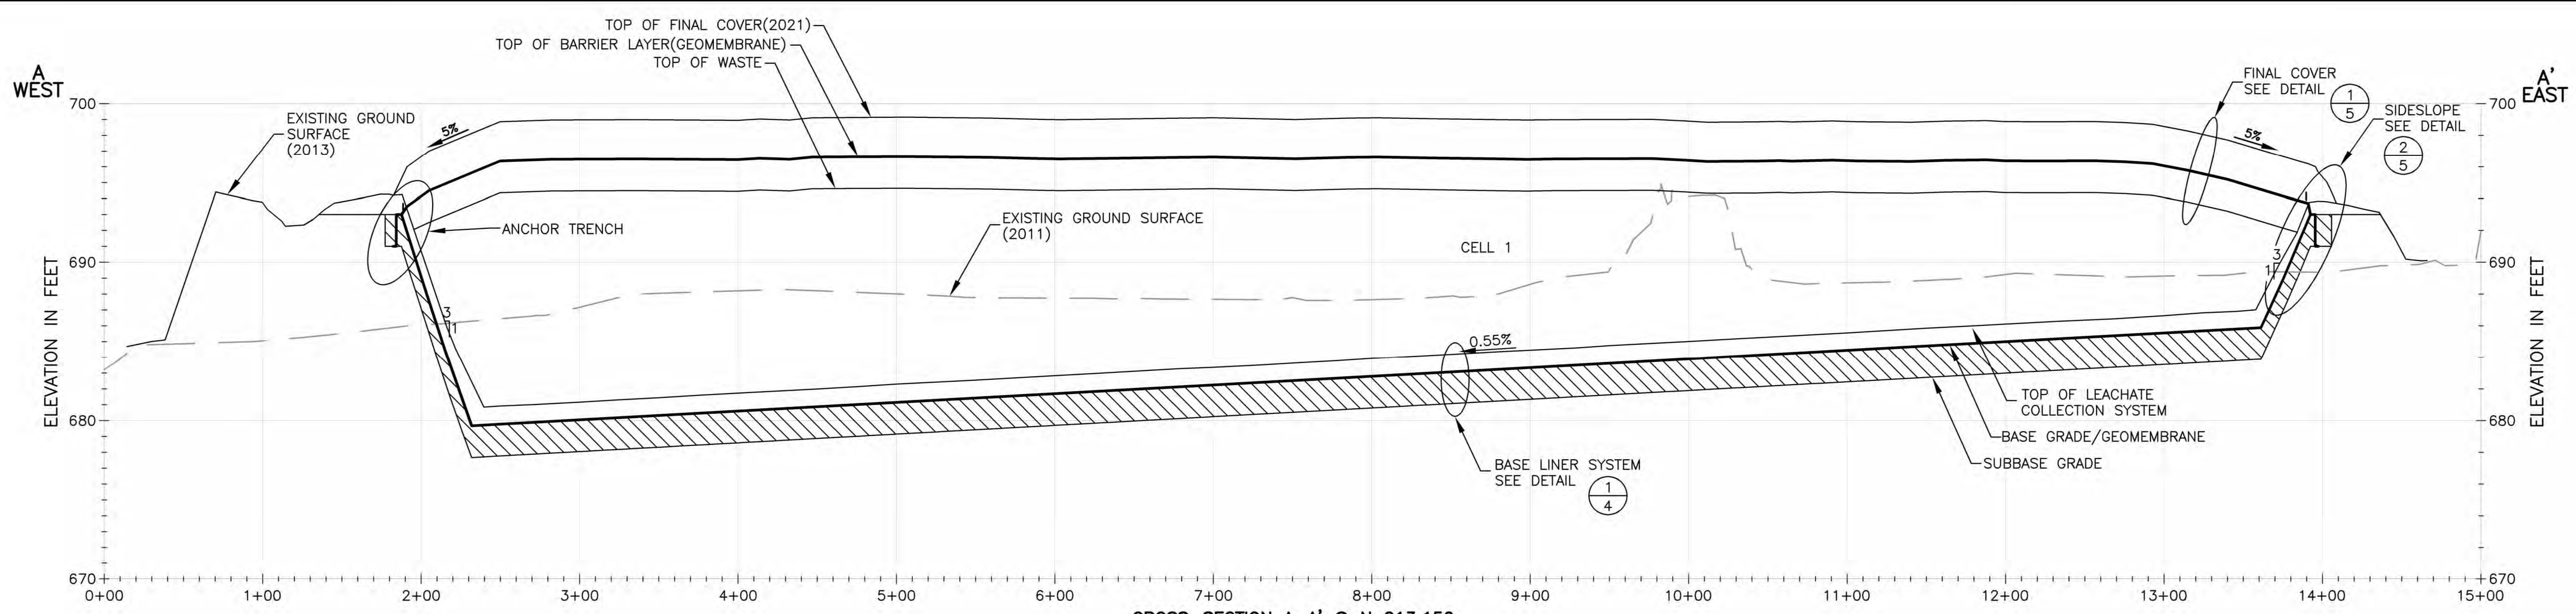 TOP OF FINAL COVER(2021)
TOP OF BARRIER LAYER(GEOMEMBRANE)
TOP OF WASTE
A
WEST
A'
EAST
FINAL COVER
SEE DETAIL
1
5
SIDESLOPE
SEE DETAIL
2
5
EXISTING GROUND
SURFACE
(2013)
5%
5%
ANCHOR TRENCH
EXISTING GROUND SURFACE
(2011)
CELL 1
3
1
3
1
0.55%
TOP OF LEACHATE
COLLECTION SYSTEM
BASE GRADE/GEOMEMBRANE
SUBBASE GRADE
BASE LINER SYSTEM
SEE DETAIL
1
4
ELEVATION IN FEET
700
690
680
670
ELEVATION IN FEET
700
690
680
670
0+00 1+00 2+00 3+00 4+00 5+00 6+00 7+00 8+00 9+00 10+00 11+00 12+00 13+00 14+00 15+00